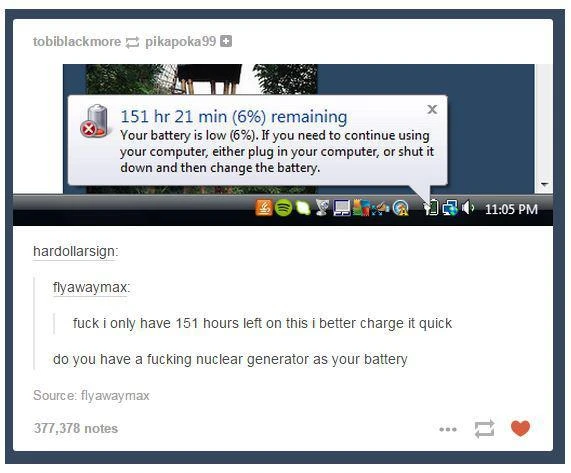 tobiblackmore pikapoka99
151 hr 21 min (6%) remaining
Your battery is low (6%). If you need to continue using
your computer, either plug in your computer, or shut it
down and then change the battery.
11:05 PM
hardollarsign:
flyawaymax:
fuck i only have 151 hours left on this i better charge it quick
do you have a fucking nuclear generator as your battery
Source: flyawaymax
377,378 notes